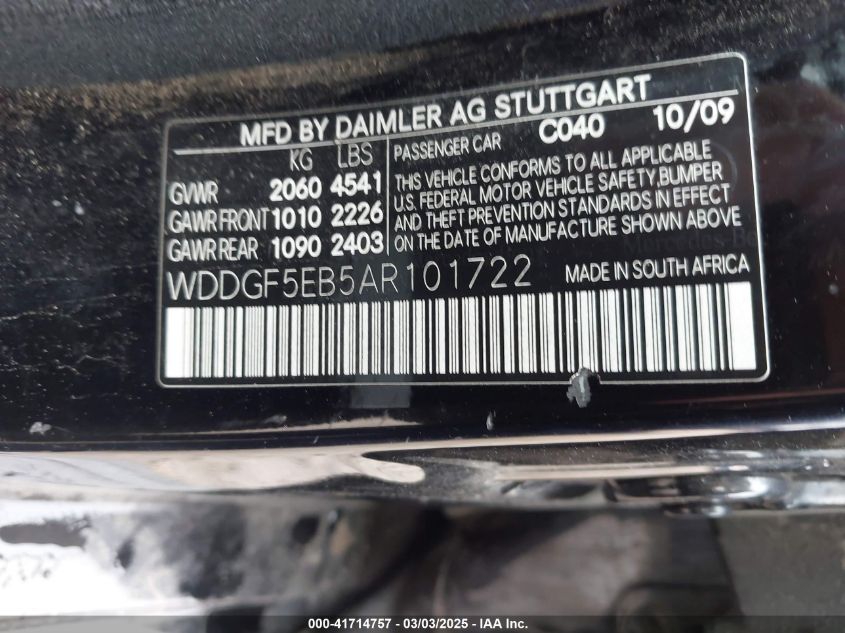 MFD BY DAIMLER AG STUTTGART
KG LBS
GVWR 2060 4541
GAWR FRONT 1010 2226
GAWR REAR 1090 2403
PASSENGER CAR C040 10/09
THIS VEHICLE CONFORMS TO ALL APPLICABLE
U.S. FEDERAL MOTOR VEHICLE SAFETY,BUMPER
AND THEFT PREVENTION STANDARDS IN EFFECT
ON THE DATE OF MANUFACTURE SHOWN ABOVE
WDDGF5EB5AR101722 MADE IN SOUTH AFRICA
000-41714757 - 03/03/2025 - IAA Inc.